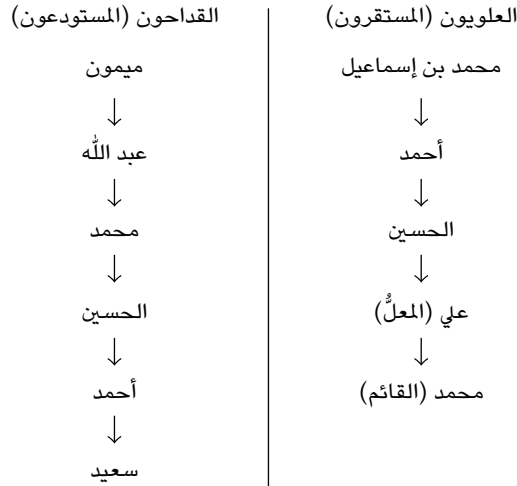 العلويون (المستقرون)
محمد بن إسماعيل
↓
أحمد
↓
الحسين
↓
علي (المعلُّ)
↓
محمد (القائم)
القداحون (المستودعون)
ميمون
↓
عبد الله
↓
محمد
↓
الحسين
↓
أحمد
↓
سعيد